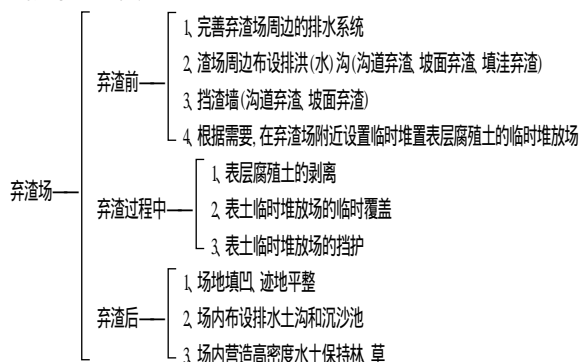 1, 完善弃渣场周边的排水系统
2, 渣场周边布设排洪(水)沟(沟道弃渣, 坡面弃渣, 填洼弃渣)
弃渣前
3, 挡渣墙(沟道弃渣, 坡面弃渣)
4, 根据需要, 在弃渣场附近设置临时堆置表层腐殖土的临时堆放场
1, 表层腐殖土的剥离
弃渣场
弃渣过程中
2, 表土临时堆放场的临时覆盖
3, 表土临时堆放场的挡护
1, 场地填凹, 迹地平整
弃渣后
2, 场内布设排水土沟和沉沙池
3, 场内营造高密度水土保持林, 草